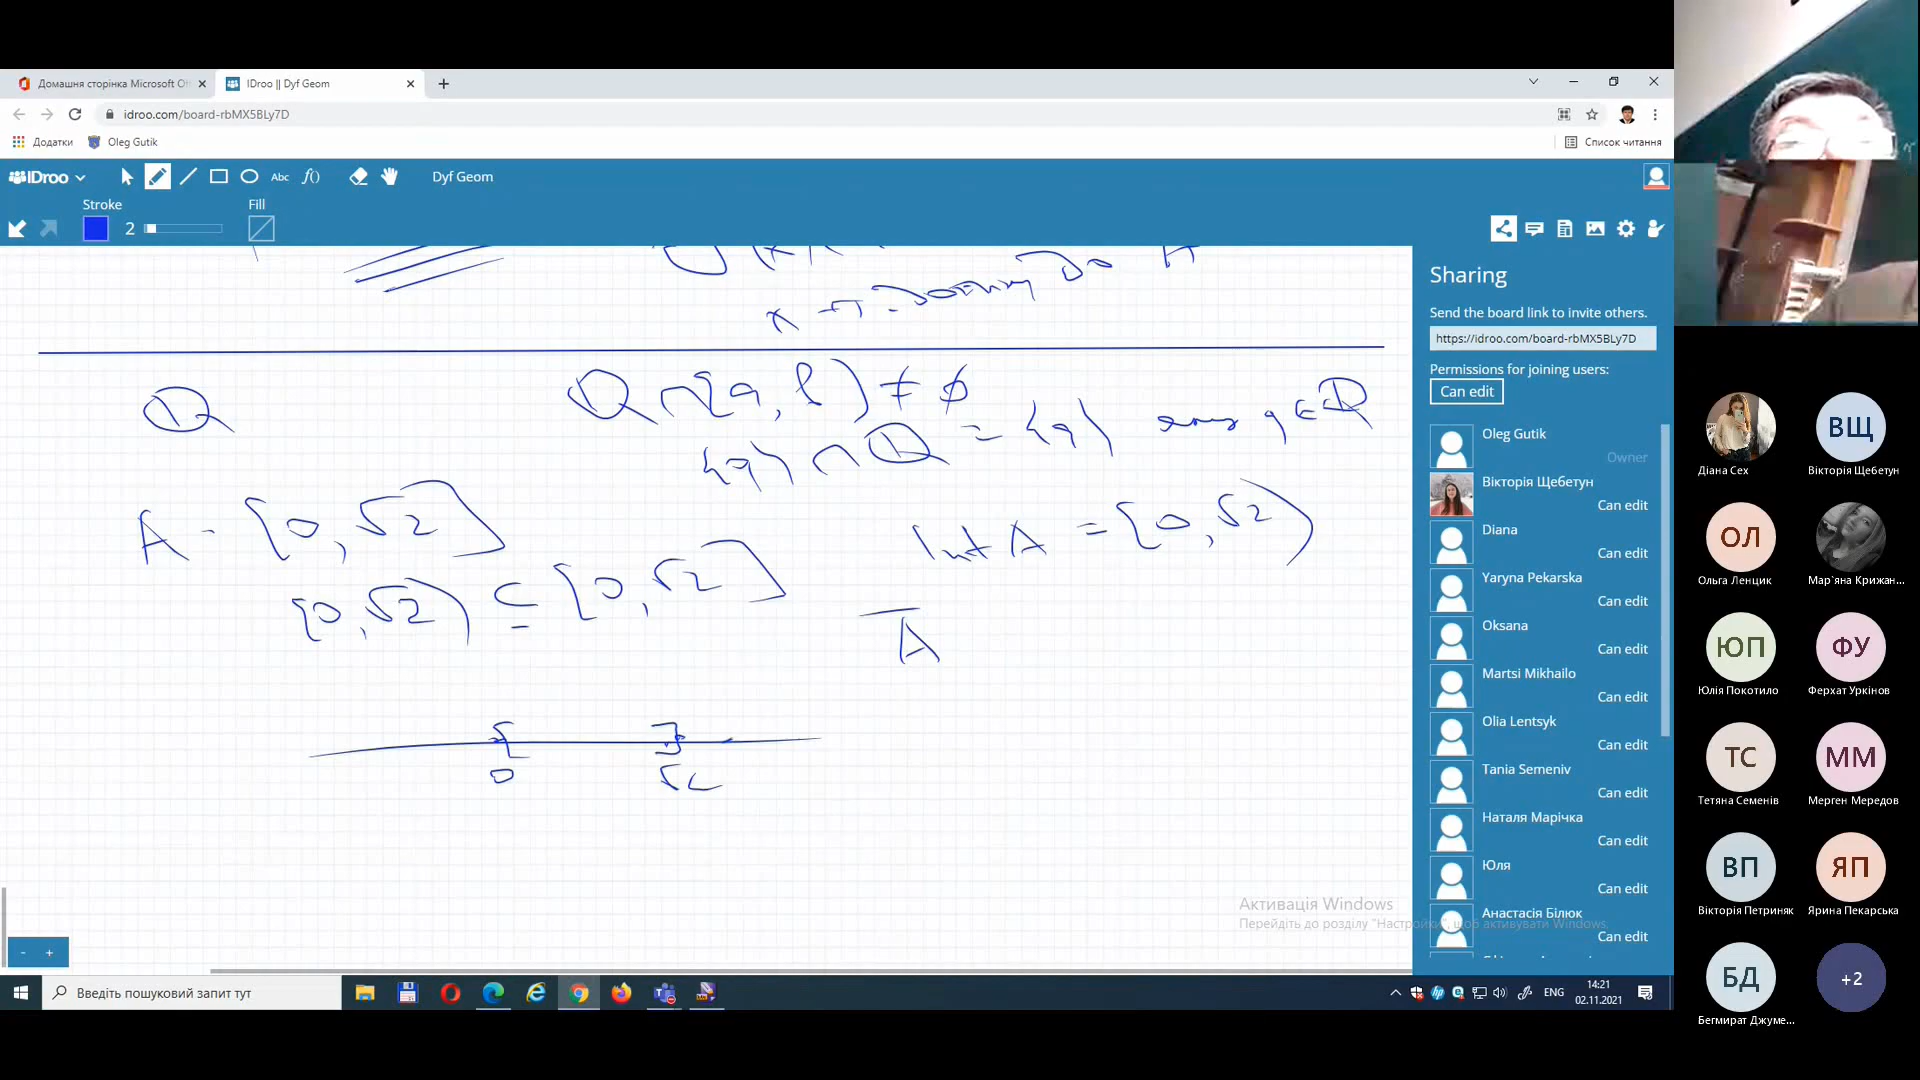 Домашня сторінка Microsoft Of
IDroo || Dyf Geom
idroo.com/board-rbMX5BLy7D
Додатки
Oleg Gutik
Список читання
IDroo
Abc
f()
Dyf Geom
Stroke
Fill
2
Sharing
Send the board link to invite others.
https://idroo.com/board-rbMX5BLy7D
Permissions for joining users:
Can edit
Oleg Gutik
Owner
Вікторія Щебетун
Can edit
Diana
Can edit
Yaryna Pekarska
Can edit
Oksana
Can edit
Martsi Mikhailo
Can edit
Olia Lentsyk
Can edit
Tania Semeniv
Can edit
Наталя Марічка
Can edit
Юля
Can edit
Анастасія Білюк
Can edit
до A
x
Q
Q ∩ [a, b) ≠ ∅
{q} ∩ Q = {q} q ∈ Q
A = [0, √2]
Int A = [0, √2)
[0, √2) ⊆ [0, √2]
A
0
√2
Активація Windows
Перейдіть до розділу "Настройки", щоб активувати Windows.
- +
Введіть пошуковий запит тут
ENG
14:21
02.11.2021
Діана Сех
ВЩ
Вікторія Щебетун
ОЛ
Ольга Ленцик
Мар`яна Крижан...
ЮП
Юлія Покотило
ФУ
Ферхат Уркінов
ТС
Тетяна Семенів
ММ
Мерген Мередов
ВП
Вікторія Петриняк
ЯП
Ярина Пекарська
БД
Бегмират Джуме...
+2